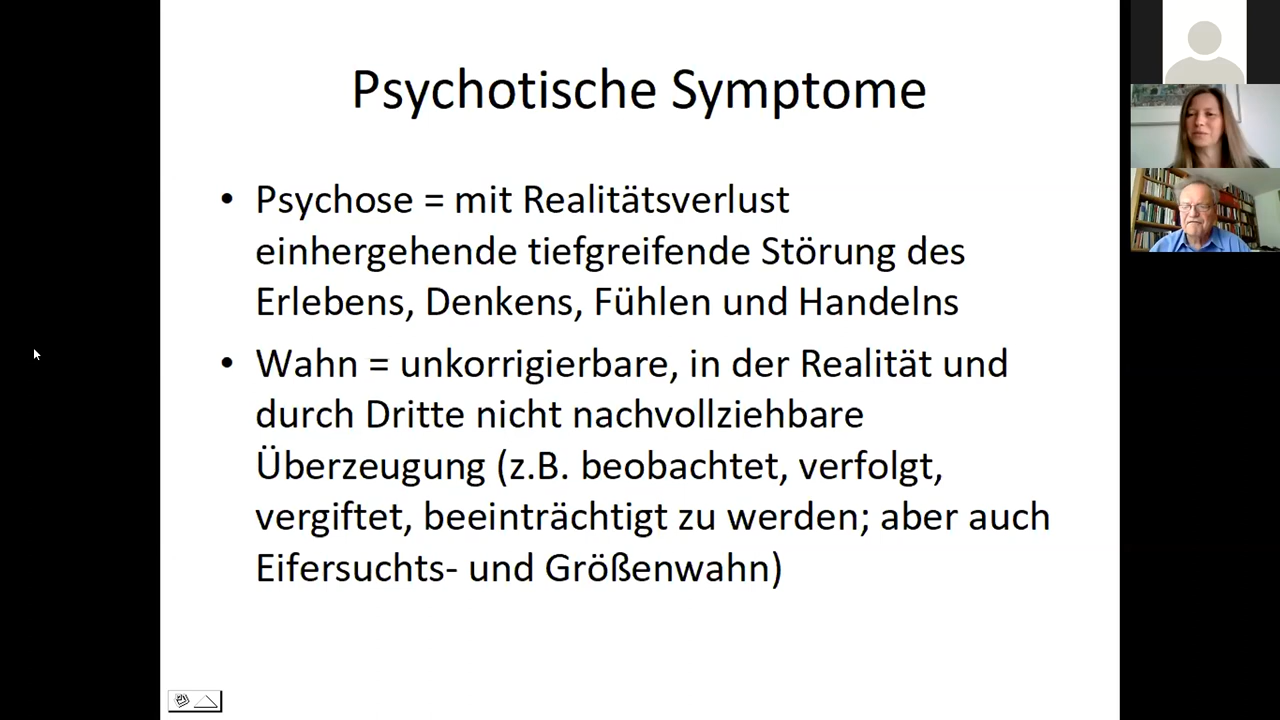 Psychotische Symptome
• Psychose = mit Realitätsverlust
einhergehende tiefgreifende Störung des
Erlebens, Denkens, Fühlen und Handelns
• Wahn = unkorrigierbare, in der Realität und
durch Dritte nicht nachvollziehbare
Überzeugung (z.B. beobachtet, verfolgt,
vergiftet, beeinträchtigt zu werden; aber auch
Eifersuchts- und Größenwahn)